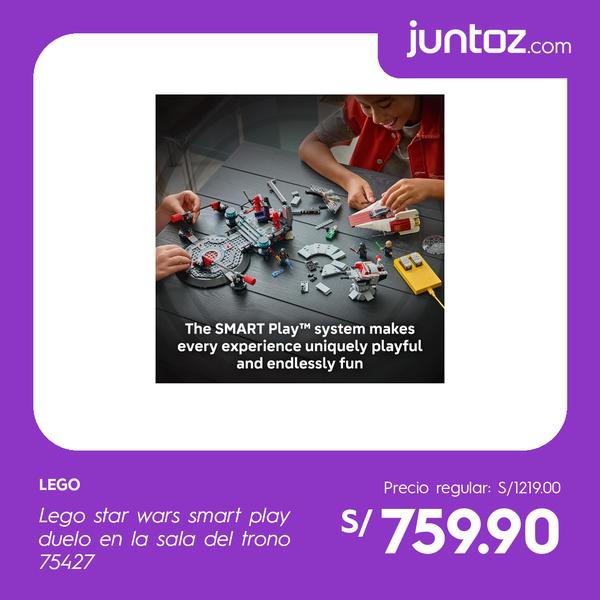 juntoz.com
The SMART Play™ system makes
every experience uniquely playful
and endlessly fun
LEGO
Lego star wars smart play
duelo en la sala del trono
75427
Precio regular: S/1219.00
S/759.90